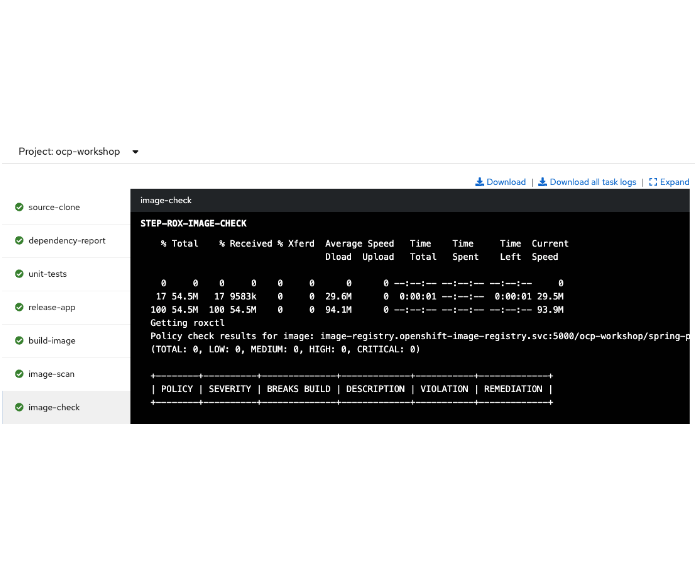 Project: ocp-workshop
Download | Download all task logs | Expand
source-clone
dependency-report
unit-tests
release-app
build-image
image-scan
image-check
image-check
STEP-ROX-IMAGE-CHECK
% Total % Received % Xferd Average Speed Time Time Time Current
Dload Upload Total Spent Left Speed
0 0 0 0 0 0 0 0 --:--:-- --:--:-- --:--:-- 0
17 54.5M 17 9583k 0 0 29.6M 0 0:00:01 --:--:-- 0:00:01 29.5M
100 54.5M 100 54.5M 0 0 94.1M 0 --:--:-- --:--:-- --:--:-- 93.9M
Getting roxctl
Policy check results for image: image-registry.openshift-image-registry.svc:5000/ocp-workshop/spring-p
(TOTAL: 0, LOW: 0, MEDIUM: 0, HIGH: 0, CRITICAL: 0)
+--------+----------+--------------+-------------+-----------+-------------+
| POLICY | SEVERITY | BREAKS BUILD | DESCRIPTION | VIOLATION | REMEDIATION |
+--------+----------+--------------+-------------+-----------+-------------+